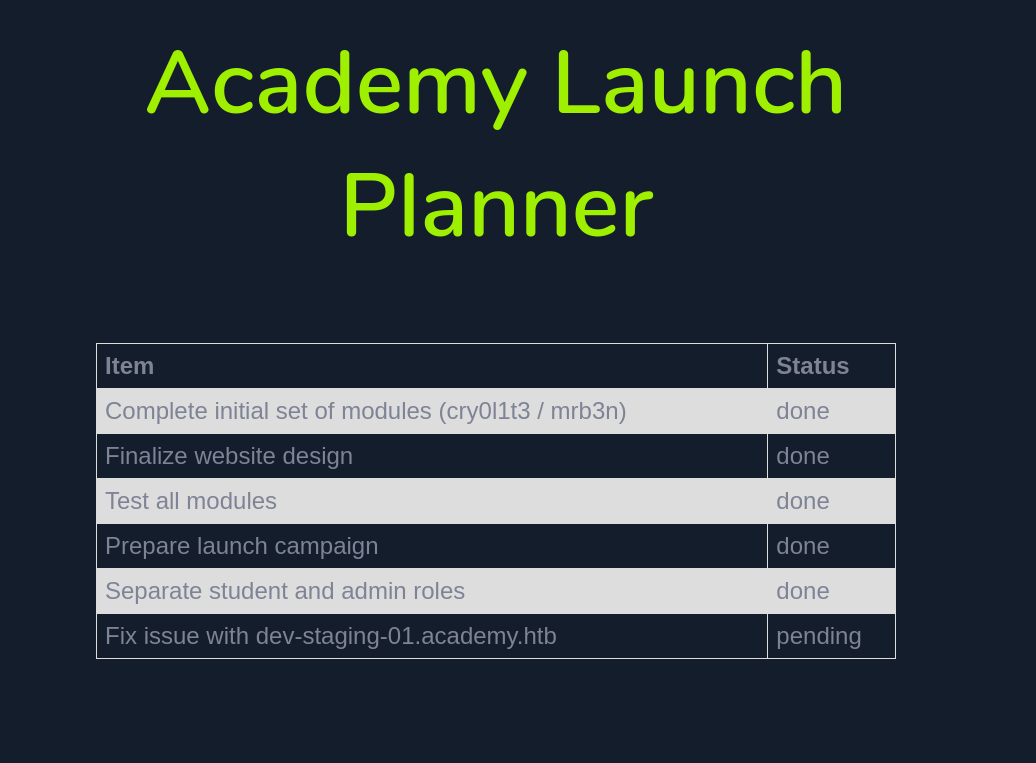 Academy Launch
Planner
Item Status
Complete initial set of modules (cry0l1t3 / mrb3n) done
Finalize website design done
Test all modules done
Prepare launch campaign done
Separate student and admin roles done
Fix issue with dev-staging-01.academy.htb pending